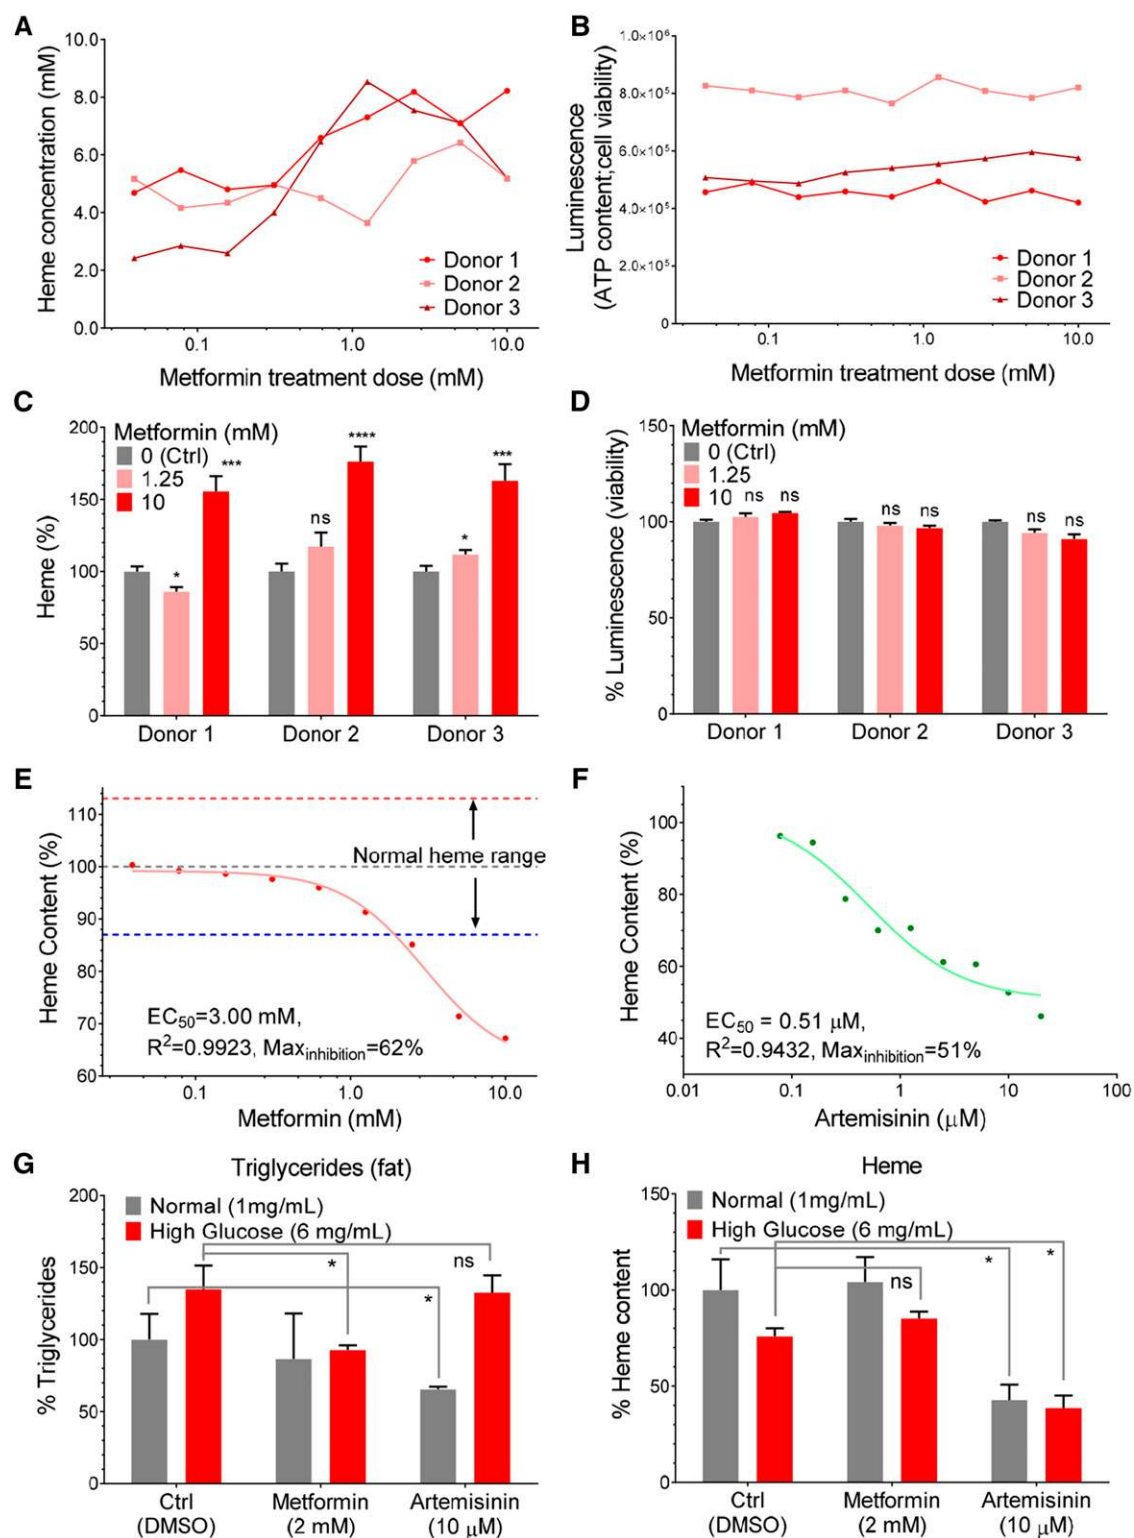 A
Heme concentration (mM)
10.0
8.0
6.0
4.0
2.0
0.0
Donor 1
Donor 2
Donor 3
0.1
1.0
10.0
Metformin treatment dose (mM)
B
Luminescence
(ATP content;cell viability)
1.0×10⁶
8.0×10⁵
6.0×10⁵
4.0×10⁵
2.0×10⁵
0
Donor 1
Donor 2
Donor 3
0.1
1.0
10.0
Metformin treatment dose (mM)
C
Heme (%)
200
150
100
50
0
Metformin (mM)
0 (Ctrl)
1.25
10
*
***
ns
****
*
***
Donor 1
Donor 2
Donor 3
D
% Luminescence (viability)
150
100
50
0
Metformin (mM)
0 (Ctrl)
1.25
10
ns
ns
ns
ns
ns
ns
Donor 1
Donor 2
Donor 3
E
Heme Content (%)
110
100
90
80
70
60
Normal heme range
EC₅₀=3.00 mM,
R²=0.9923, Maxinhibition=62%
0.1
1.0
10.0
Metformin (mM)
F
Heme Content (%)
100
80
60
40
EC₅₀ = 0.51 μM,
R²=0.9432, Maxinhibition=51%
0.01
0.1
1
10
100
Artemisinin (μM)
G
Triglycerides (fat)
% Triglycerides
200
150
100
50
0
Normal (1mg/mL)
High Glucose (6 mg/mL)
*
*
ns
Ctrl
(DMSO)
Metformin
(2 mM)
Artemisinin
(10 μM)
H
Heme
% Heme content
150
100
50
0
Normal (1mg/mL)
High Glucose (6 mg/mL)
ns
*
*
Ctrl
(DMSO)
Metformin
(2 mM)
Artemisinin
(10 μM)